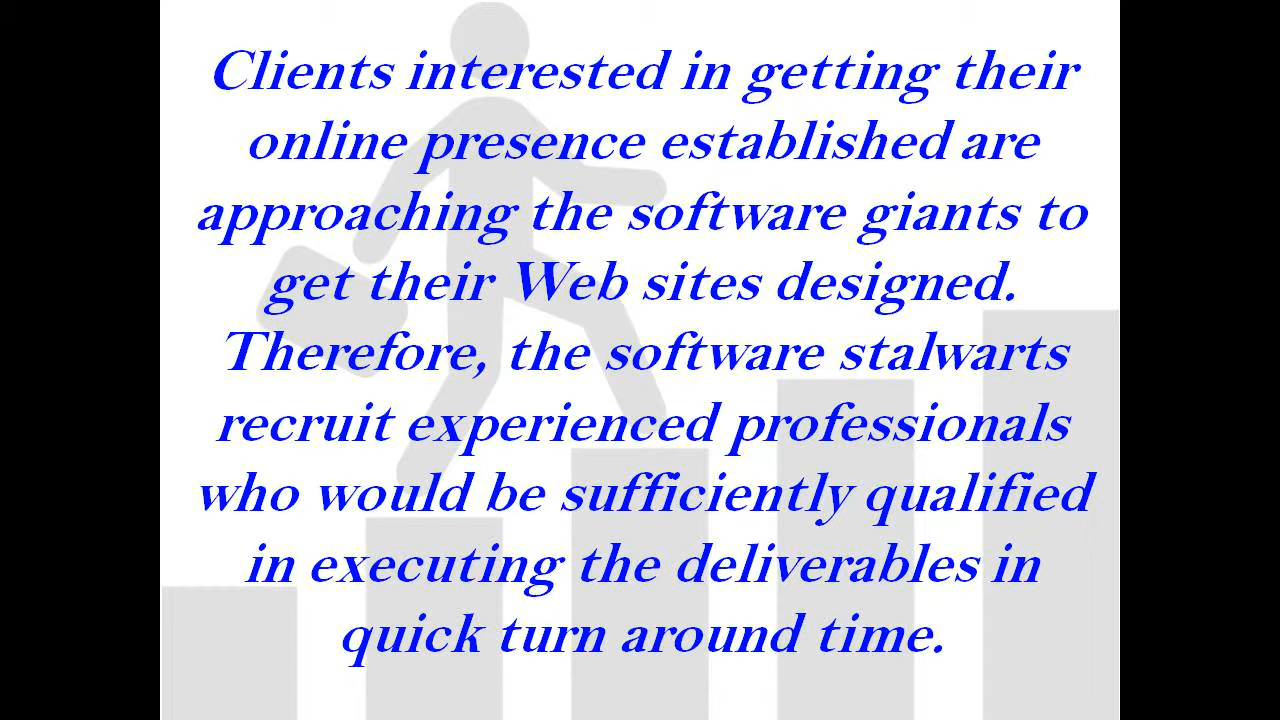 Clients interested in getting their
online presence established are
approaching the software giants to
get their Web sites designed.
Therefore, the software stalwarts
recruit experienced professionals
who would be sufficiently qualified
in executing the deliverables in
quick turn around time.